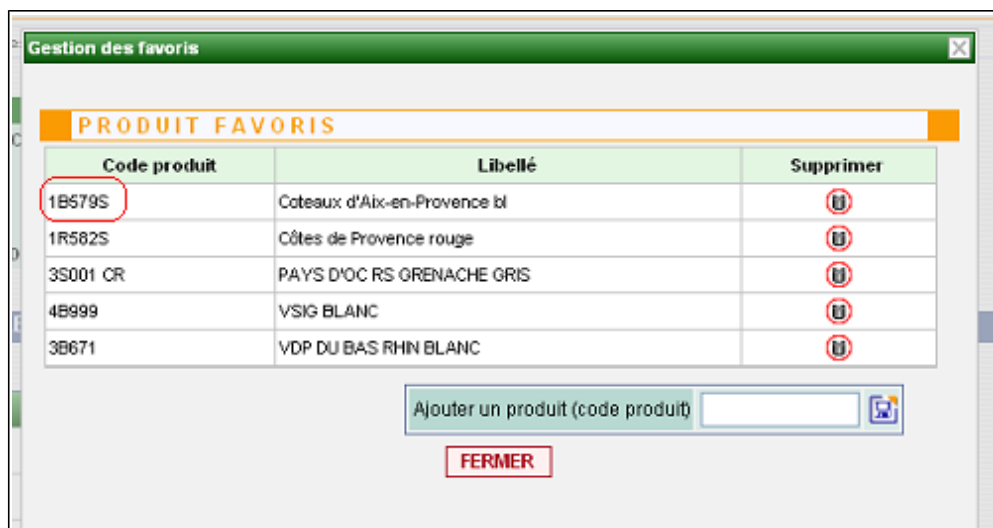 Gestion des favoris
PRODUIT FAVORIS
Code produit Libellé Supprimer
1B579S Coteaux d'Aix-en-Provence bl
1R582S Côtes de Provence rouge
3S001 CR PAYS D'OC RS GRENACHE GRIS
4B999 VSIG BLANC
3B671 VDP DU BAS RHIN BLANC
Ajouter un produit (code produit)
FERMER